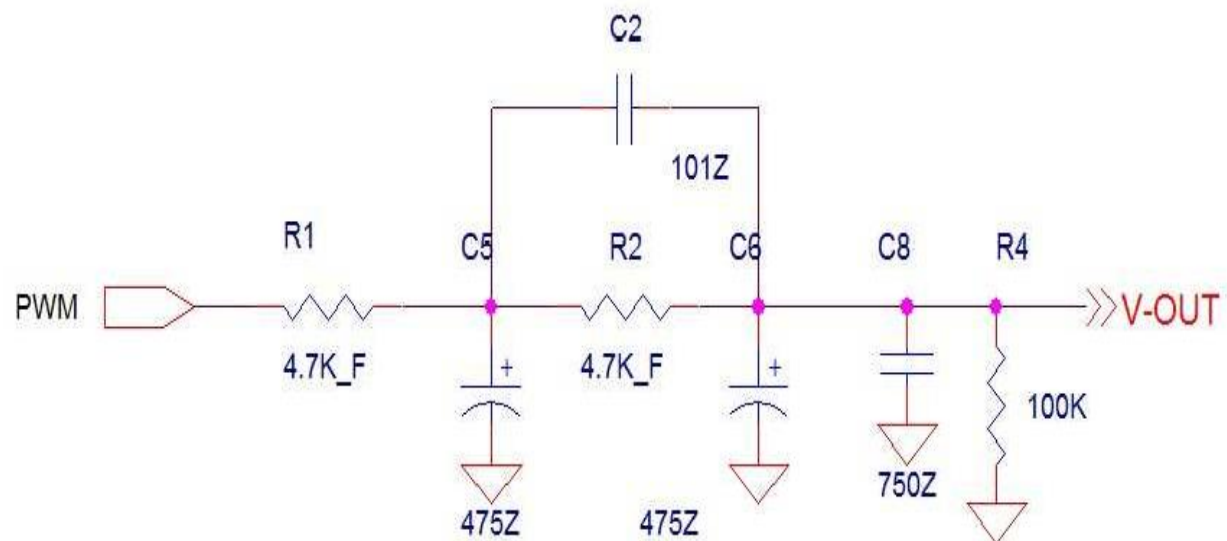 C2
101Z
R1
C5
R2
C6
C8
R4
PWM
V-OUT
4.7K_F
+
4.7K_F
+
100K
475Z
475Z
750Z